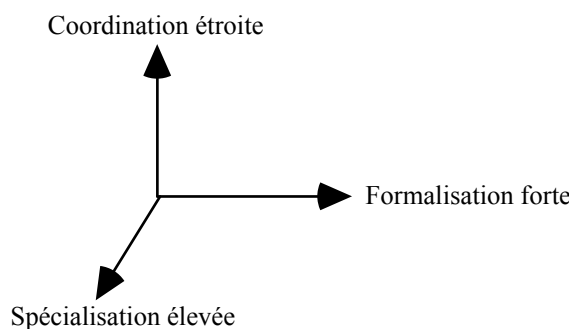 Coordination étroite
Formalisation forte
Spécialisation élevée